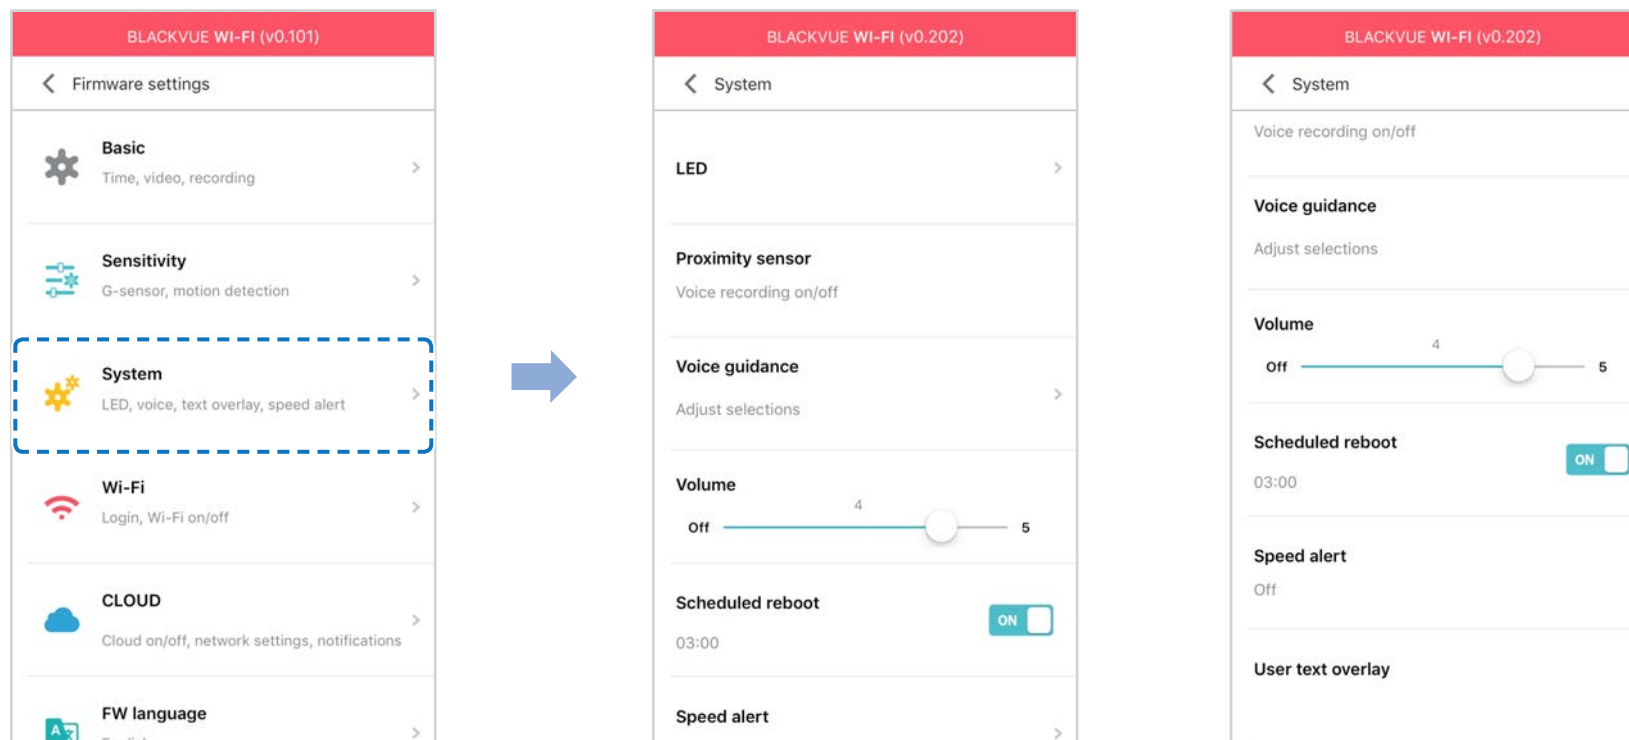 BLACKVUE WI-FI (v0.101)
Firmware settings
Basic
Time, video, recording
Sensitivity
G-sensor, motion detection
System
LED, voice, text overlay, speed alert
Wi-Fi
Login, Wi-Fi on/off
CLOUD
Cloud on/off, network settings, notifications
FW language
BLACKVUE WI-FI (v0.202)
System
LED
Proximity sensor
Voice recording on/off
Voice guidance
Adjust selections
Volume
4
Off 5
Scheduled reboot
ON
03:00
Speed alert
BLACKVUE WI-FI (v0.202)
System
Voice recording on/off
Voice guidance
Adjust selections
Volume
4
Off 5
Scheduled reboot
ON
03:00
Speed alert
Off
User text overlay